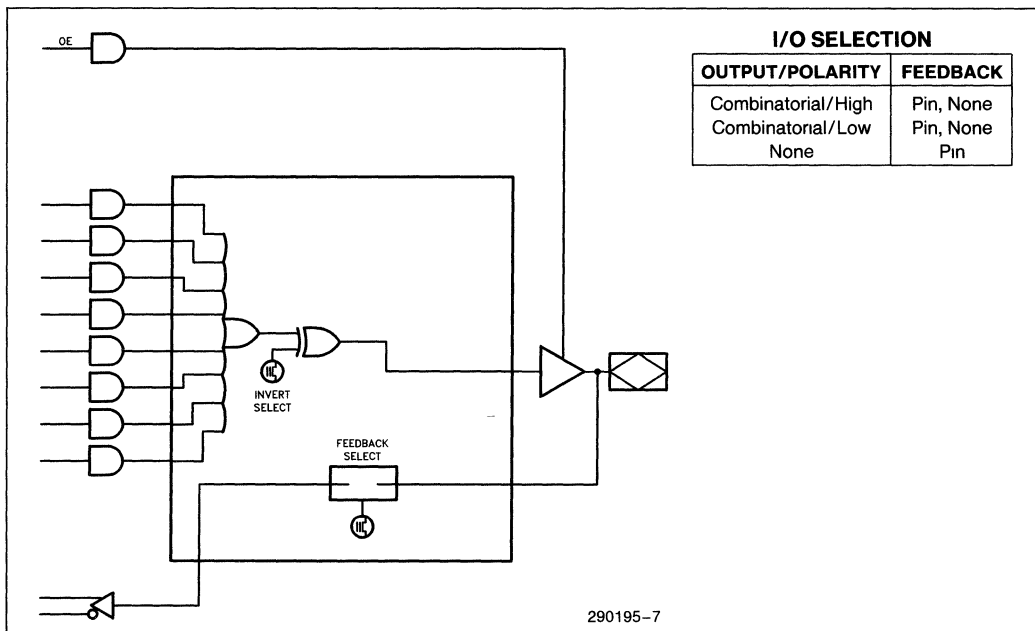 OE
I/O SELECTION
OUTPUT/POLARITY FEEDBACK
Combinatorial/High Pin, None
Combinatorial/Low Pin, None
None Pin
INVERT
SELECT
FEEDBACK
SELECT
290195-7